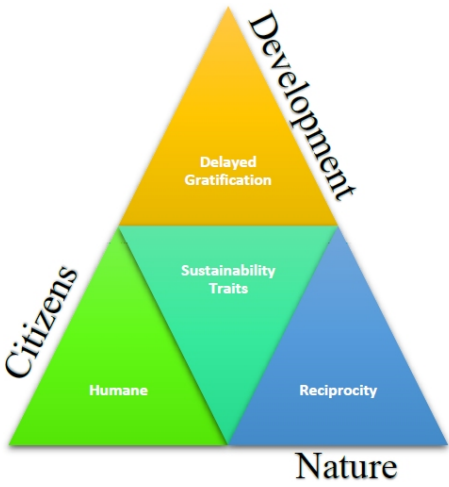 Development
Delayed
Gratification
Citizens
Sustainability
Traits
Humane
Reciprocity
Nature